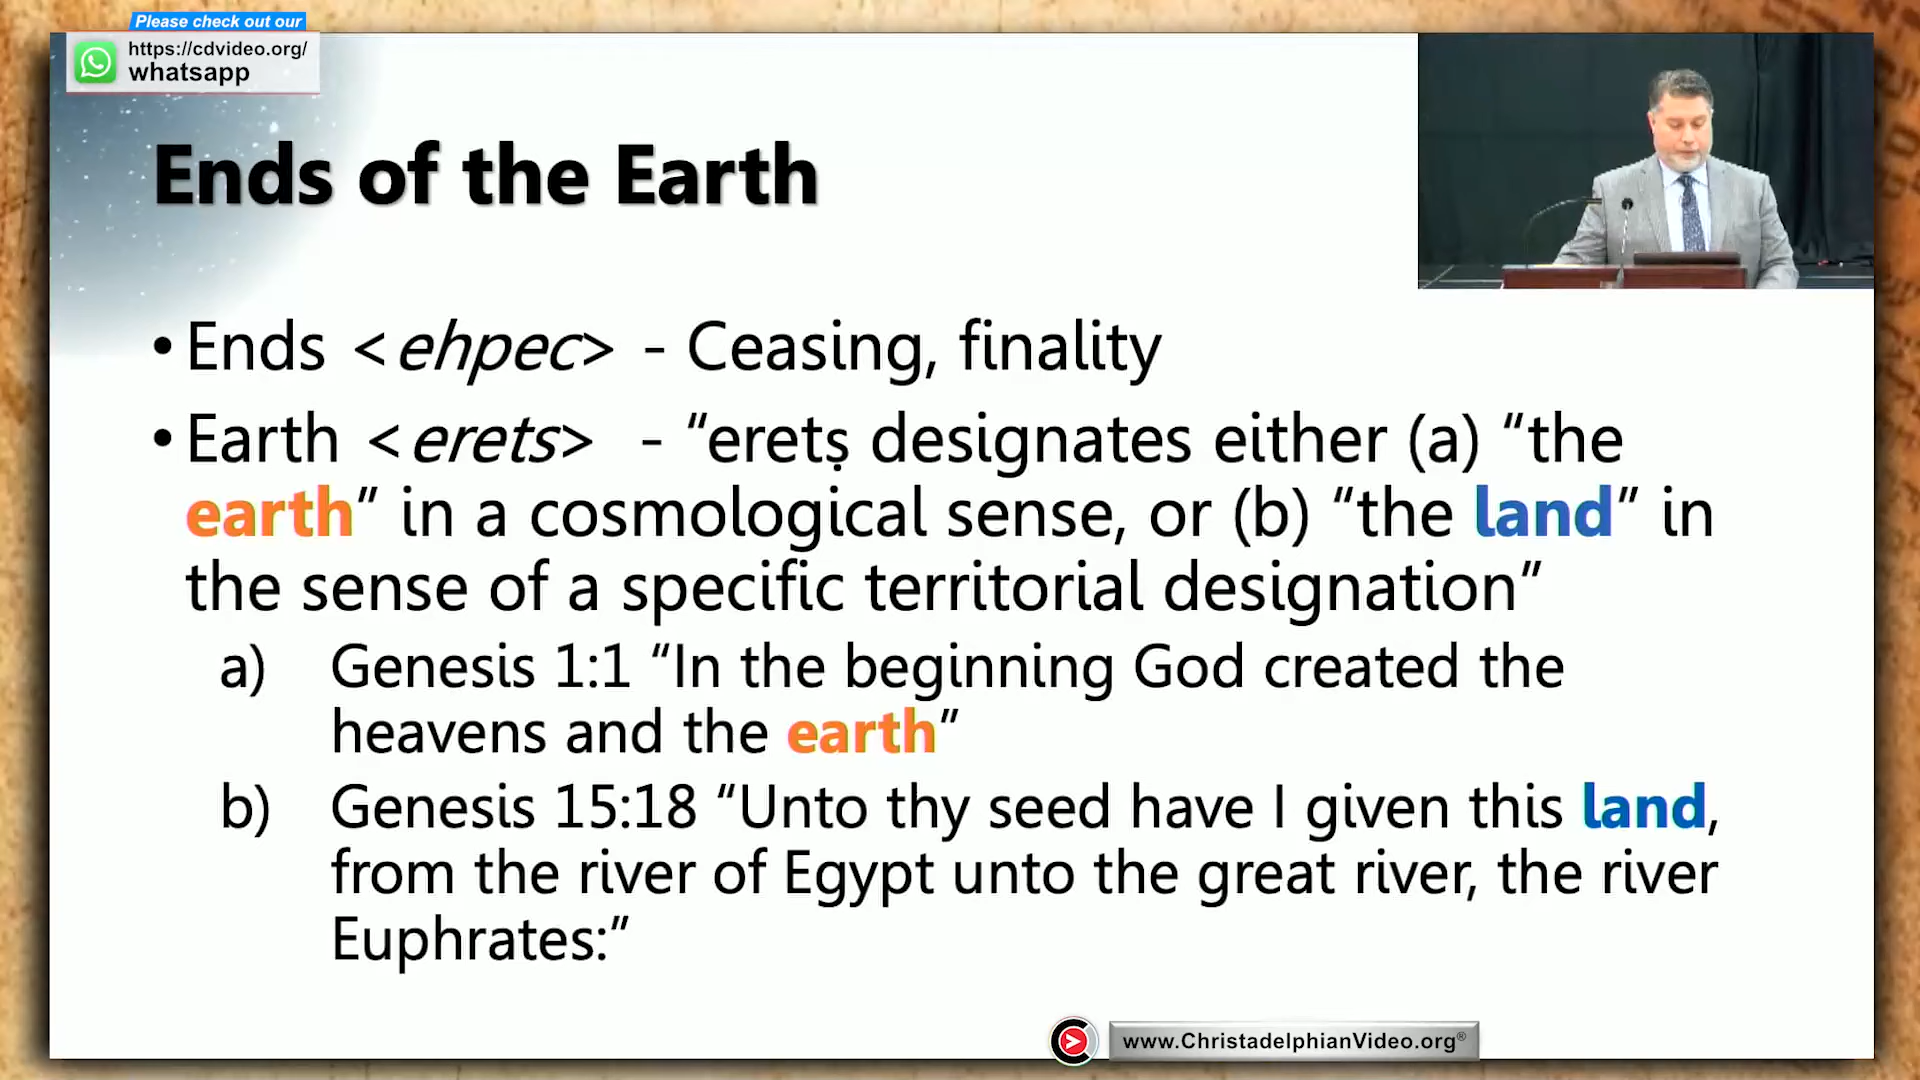 Please check out our
https://cdvideo.org/
whatsapp
Ends of the Earth
• Ends <ehpec> - Ceasing, finality
• Earth <erets> - “eretṣ designates either (a) “the
earth” in a cosmological sense, or (b) “the land” in
the sense of a specific territorial designation”
a) Genesis 1:1 “In the beginning God created the
heavens and the earth”
b) Genesis 15:18 “Unto thy seed have I given this land,
from the river of Egypt unto the great river, the river
Euphrates:”
www.ChristadelphianVideo.org®